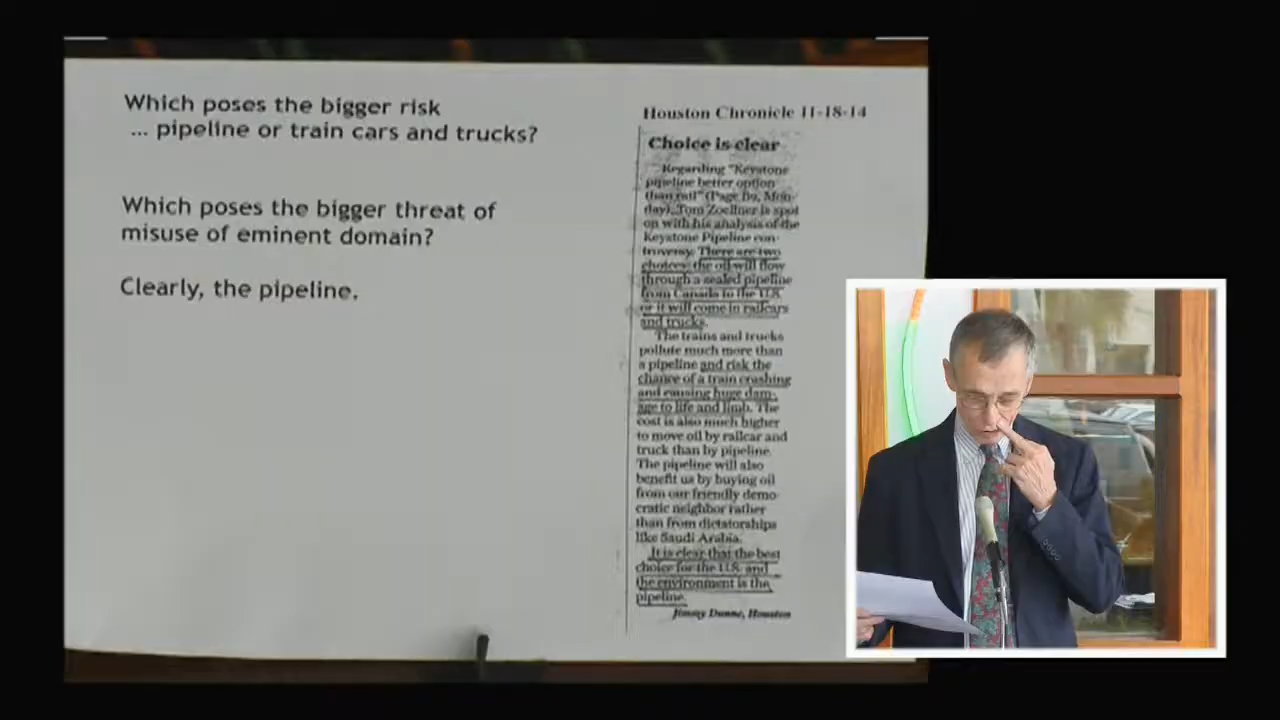 Which poses the bigger risk
... pipeline or train cars and trucks?
Which poses the bigger threat of
misuse of eminent domain?
Clearly, the pipeline.
Houston Chronicle 11-18-14
Choice is clear
Regarding "Keystone
pipeline better option
than rail" (Page B9, Mon-
day), Tom Zoellner is spot
on with his analysis of the
Keystone Pipeline con-
troversy. There are two
choices: the oil will flow
through a sealed pipeline
from Canada to the U.S.
or it will come in railcars
and trucks.
The trains and trucks
pollute much more than
a pipeline and risk the
chance of a train crashing
and causing huge dam-
age to life and limb. The
cost is also much higher
to move oil by railcar and
truck than by pipeline.
The pipeline will also
benefit us by buying oil
from our friendly demo-
cratic neighbor rather
than from dictatorships
like Saudi Arabia.
It is clear that the best
choice for the U.S. and
the environment is the
pipeline.
Jimmy Dunne, Houston